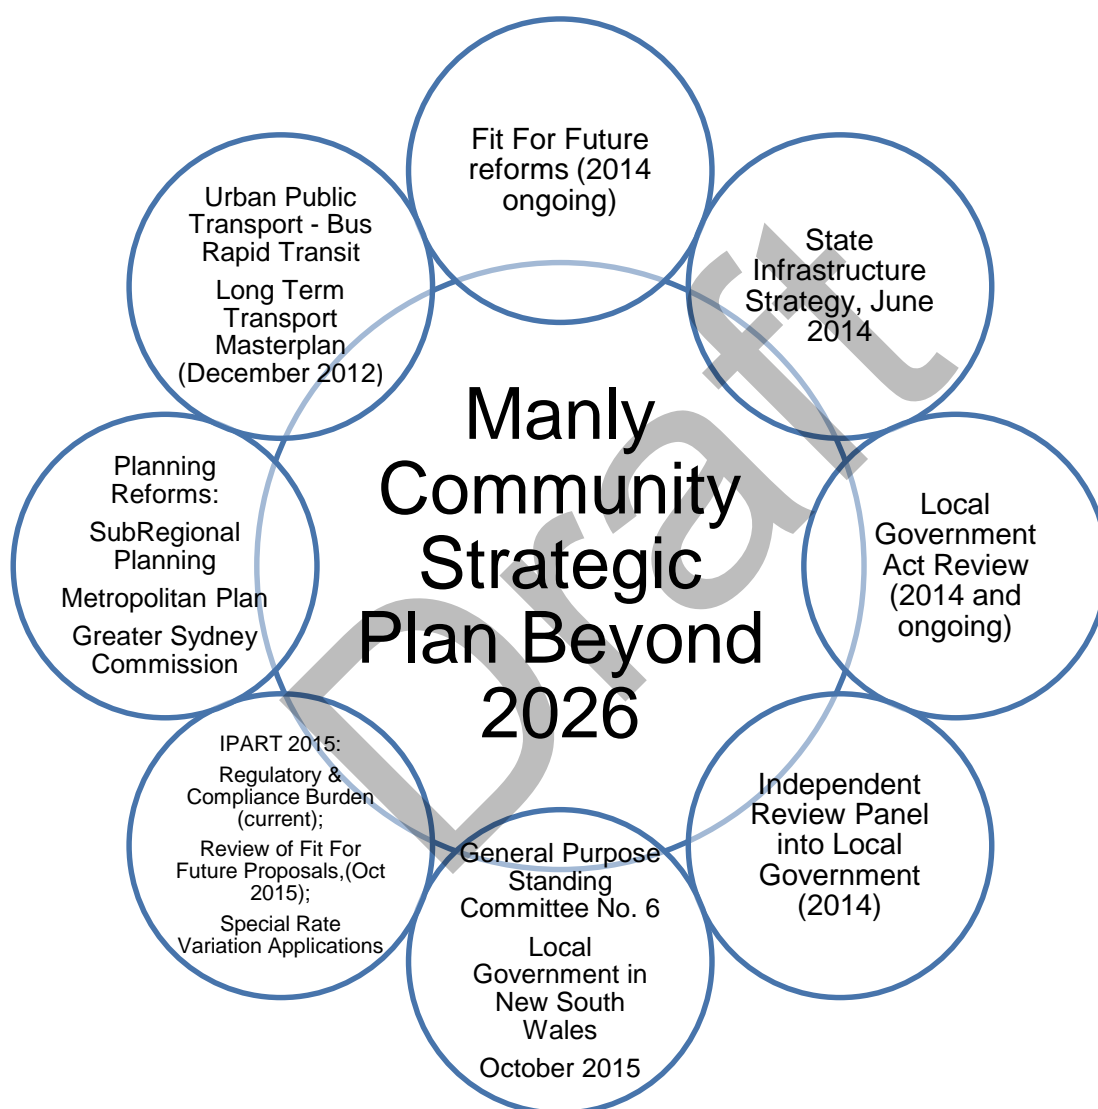 Fit For Future
reforms (2014
ongoing)
State
Infrastructure
Strategy, June
2014
Local
Government
Act Review
(2014 and
ongoing)
Independent
Review Panel
into Local
Government
(2014)
General Purpose
Standing
Committee No. 6
Local
Government in
New South
Wales
October 2015
IPART 2015:
Regulatory &
Compliance Burden
(current);
Review of Fit For
Future Proposals,(Oct
2015);
Special Rate
Variation Applications
Planning
Reforms:
SubRegional
Planning
Metropolitan Plan
Greater Sydney
Commission
Urban Public
Transport - Bus
Rapid Transit
Long Term
Transport
Masterplan
(December 2012)
Manly
Community
Strategic
Plan Beyond
2026
Draft